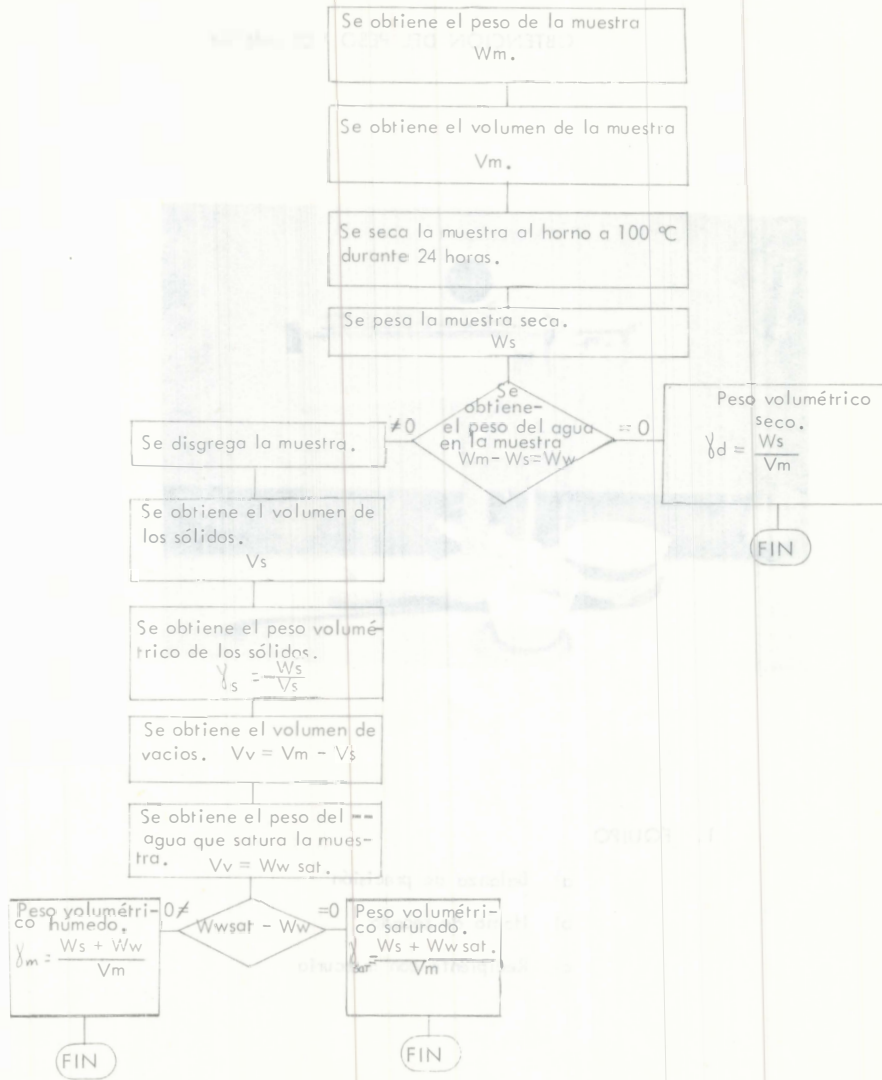 Se obtiene el peso de la muestra
Wm.
Se obtiene el volumen de la muestra
Vm.
Se seca la muestra al horno a 100 °C
durante 24 horas.
Se pesa la muestra seca.
Ws
Se
obtiene-
el peso del agua
en la muestra
Wm-Ws=Ww
≠0
= 0
Peso volumétrico
seco.
γd = Ws
Vm
FIN
Se disgrega la muestra.
Se obtiene el volumen de
los sólidos.
Vs
Se obtiene el peso volumé-
trico de los sólidos.
γs = Ws
Vs
Se obtiene el volumen de
vacios. Vv = Vm - Vs
Se obtiene el peso del --
agua que satura la mues-
tra. Vv = Ww sat.
Wwsat - Ww
0≠
=0
Peso volumétri-
co húmedo.
γm = Ws + Ww
Vm
FIN
Peso volumétri-
co saturado.
γsat = Ws + Ww sat.
Vm
FIN
1. EQUIPO